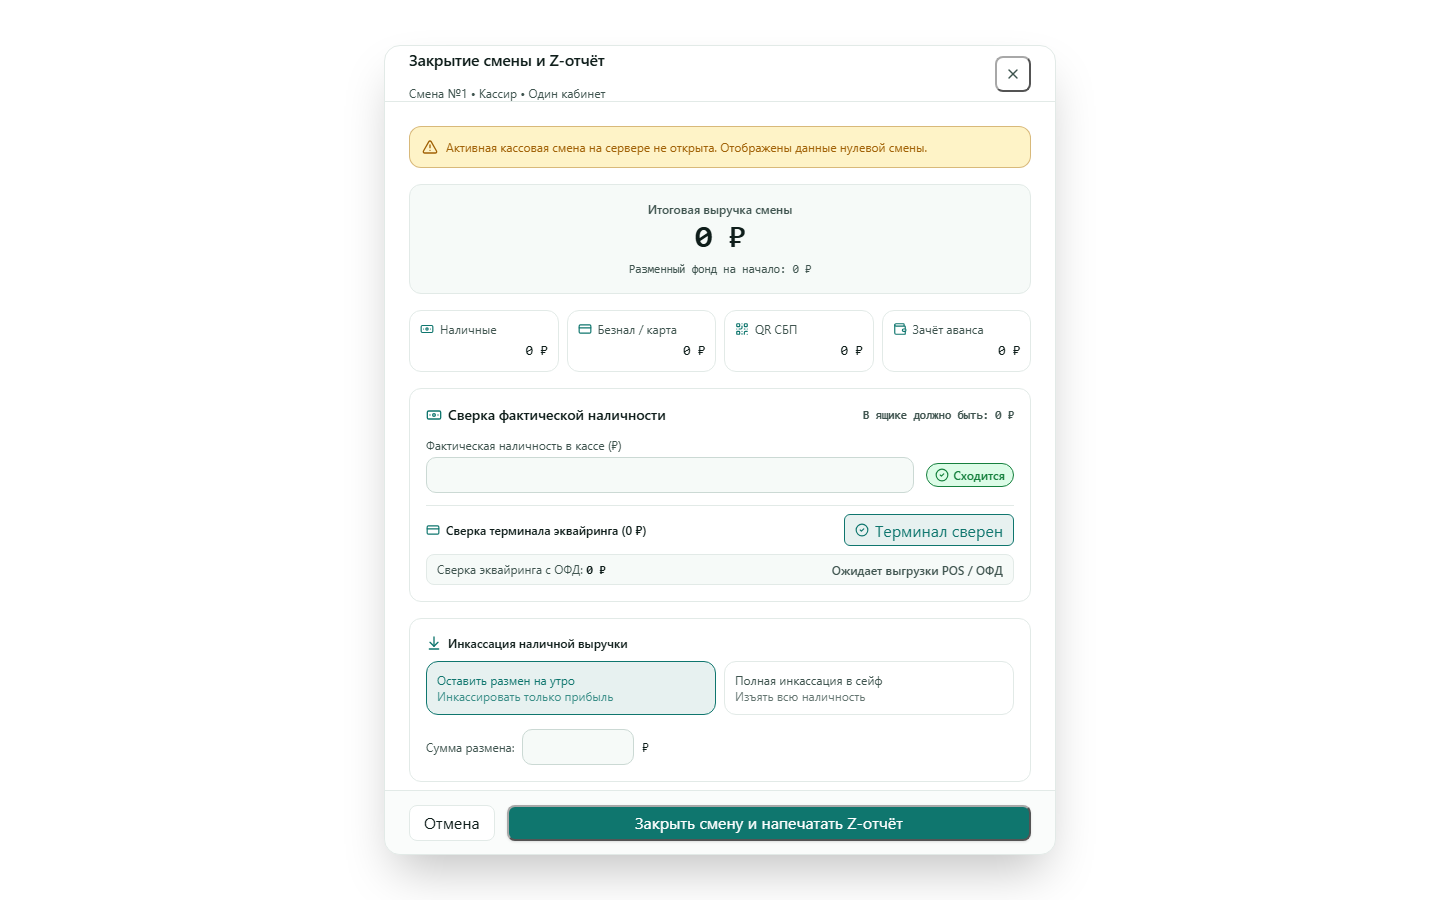 Закрытие смены и Z-отчёт
Смена №1 • Кассир • Один кабинет
Активная кассовая смена на сервере не открыта. Отображены данные нулевой смены.
Итоговая выручка смены
0 ₽
Разменный фонд на начало: 0 ₽
Наличные
0 ₽
Безнал / карта
0 ₽
QR СБП
0 ₽
Зачёт аванса
0 ₽
Сверка фактической наличности
В ящике должно быть: 0 ₽
Фактическая наличность в кассе (₽)
Сходится
Сверка терминала эквайринга (0 ₽)
Терминал сверен
Сверка эквайринга с ОФД: 0 ₽
Ожидает выгрузки POS / ОФД
Инкассация наличной выручки
Оставить размен на утро
Инкассировать только прибыль
Полная инкассация в сейф
Изъять всю наличность
Сумма размена:
₽
Отмена
Закрыть смену и напечатать Z-отчёт